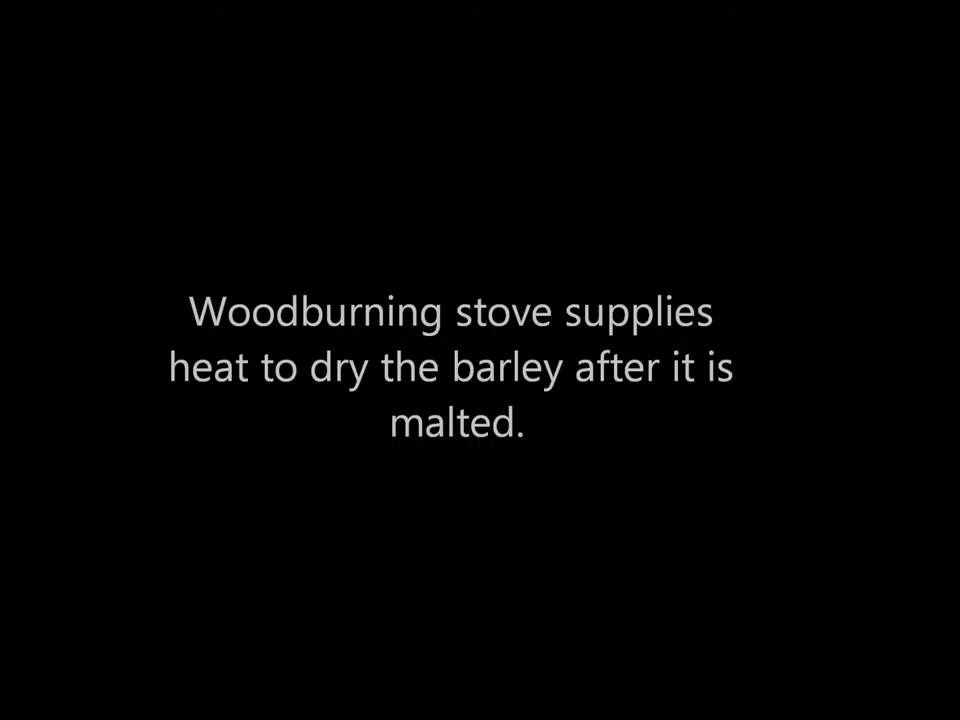 Woodburning stove supplies
heat to dry the barley after it is
malted.